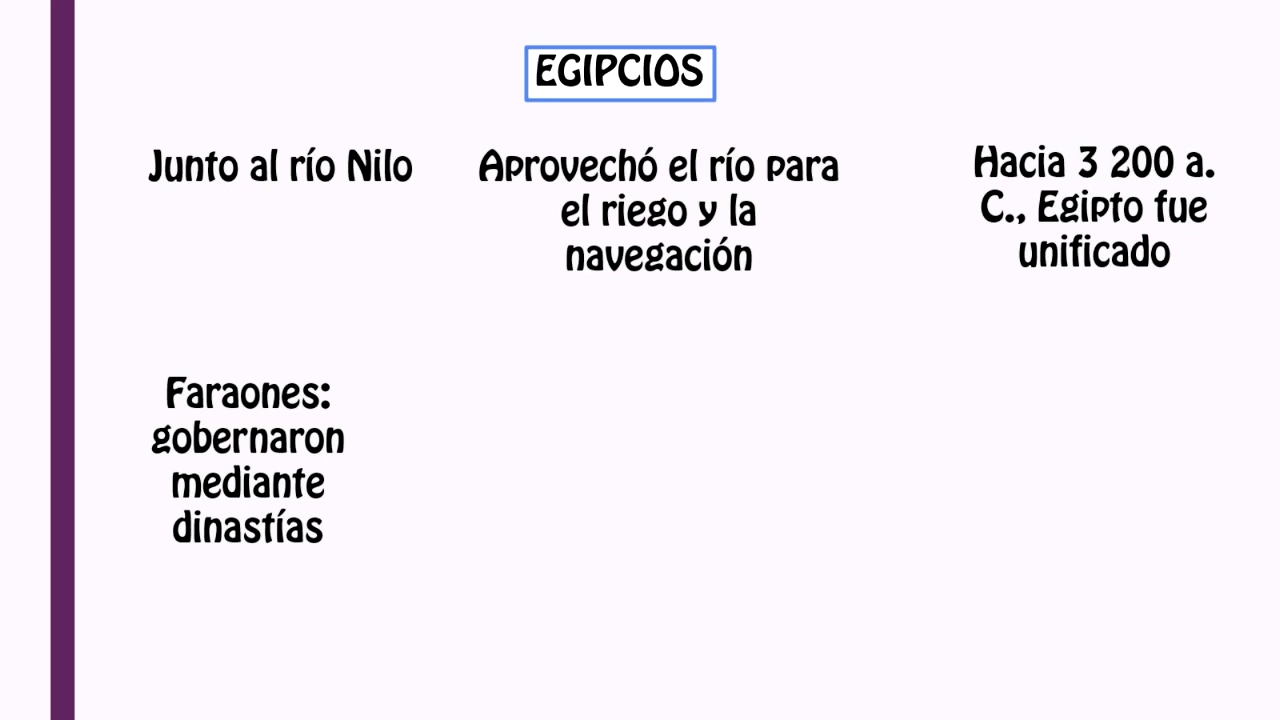 EGIPCIOS
Junto al río Nilo
Aprovechó el río para
el riego y la
navegación
Hacia 3 200 a.
C., Egipto fue
unificado
Faraones:
gobernaron
mediante
dinastías